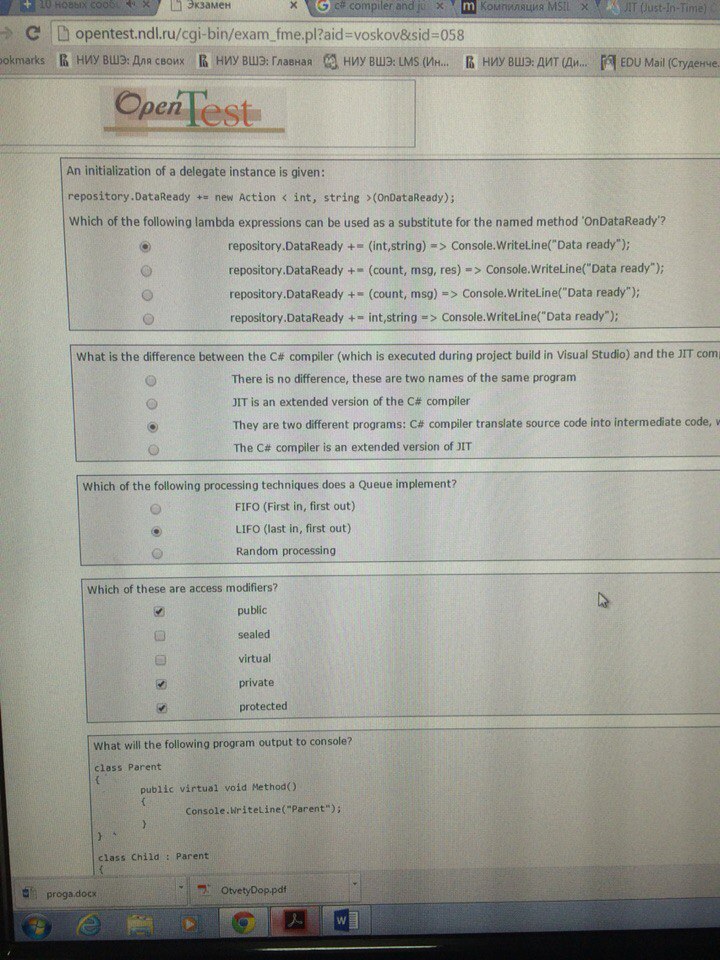 10 новых сооб
Экзамен
c# compiler and ju
Компиляция MSIL
JIT (Just-In-Time)
opentest.ndl.ru/cgi-bin/exam_fme.pl?aid=voskov&sid=058
ookmarks НИУ ВШЭ: Для своих НИУ ВШЭ: Главная НИУ ВШЭ: LMS (Ин... НИУ ВШЭ: ДИТ (Ди... EDU Mail (Студенче.
OpenTest
An initialization of a delegate instance is given:
repository.DataReady += new Action < int, string >(OnDataReady);
Which of the following lambda expressions can be used as a substitute for the named method 'OnDataReady'?
repository.DataReady += (int,string) => Console.WriteLine("Data ready");
repository.DataReady += (count, msg, res) => Console.WriteLine("Data ready");
repository.DataReady += (count, msg) => Console.WriteLine("Data ready");
repository.DataReady += int,string => Console.WriteLine("Data ready");
What is the difference between the C# compiler (which is executed during project build in Visual Studio) and the JIT com
There is no difference, these are two names of the same program
JIT is an extended version of the C# compiler
They are two different programs: C# compiler translate source code into intermediate code, w
The C# compiler is an extended version of JIT
Which of the following processing techniques does a Queue implement?
FIFO (First in, first out)
LIFO (last in, first out)
Random processing
Which of these are access modifiers?
public
sealed
virtual
private
protected
What will the following program output to console?
class Parent
{
public virtual void Method()
{
Console.WriteLine("Parent");
}
}
class Child : Parent
{
proga.docx
OtvetyDop.pdf